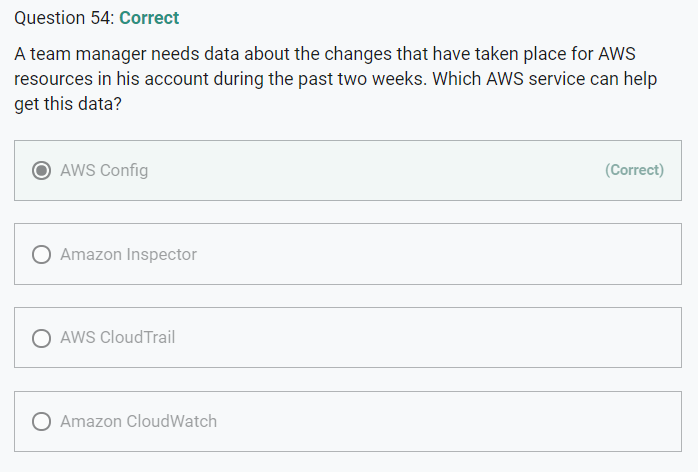 Question 54: Correct
A team manager needs data about the changes that have taken place for AWS
resources in his account during the past two weeks. Which AWS service can help
get this data?
AWS Config (Correct)
Amazon Inspector
AWS CloudTrail
Amazon CloudWatch